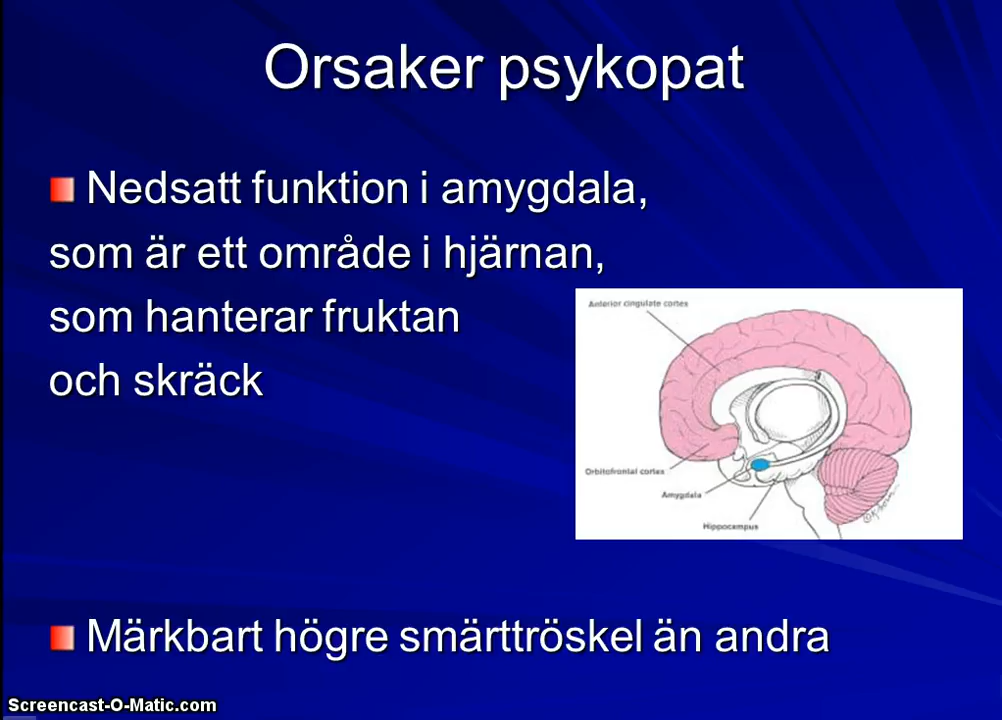 Orsaker psykopat
Nedsatt funktion i amygdala,
som är ett område i hjärnan,
som hanterar fruktan
och skräck
Anterior cingulate cortex
Orbitofrontal cortex
Amygdala
Hippocampus
Märkbart högre smärttröskel än andra
Screencast-O-Matic.com